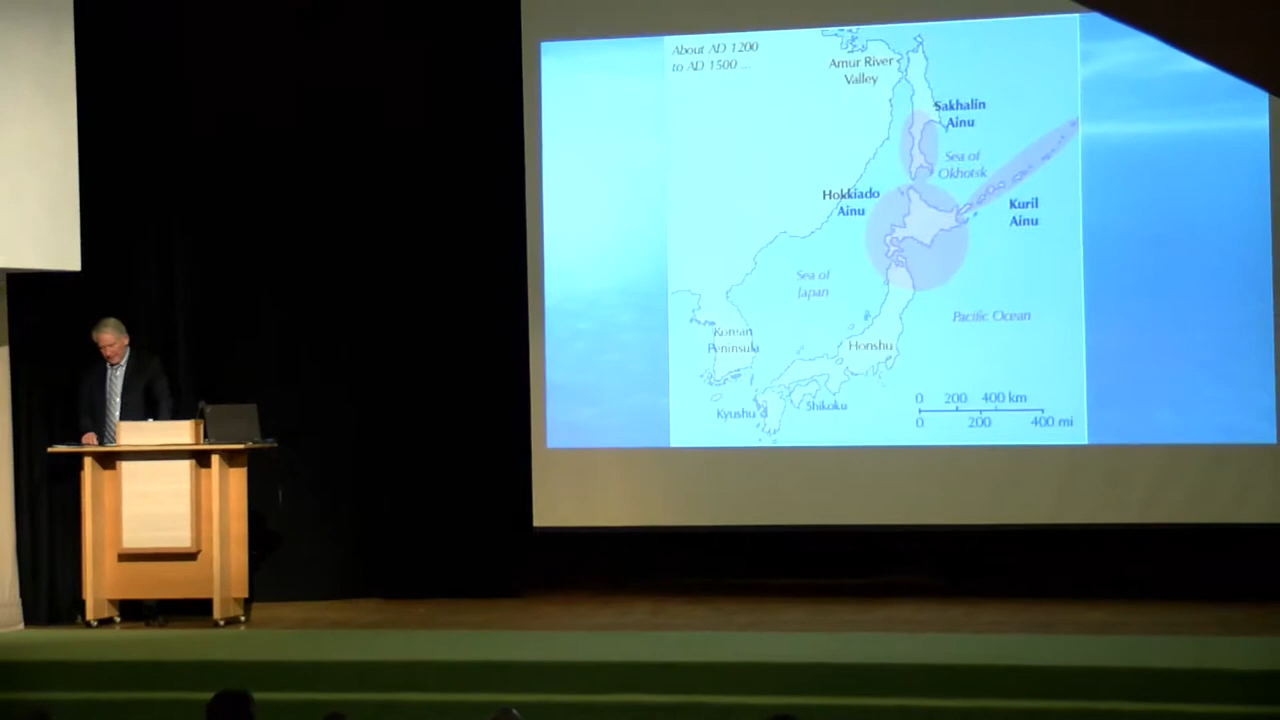 About AD 1200
to AD 1500 ...
Amur River
Valley
Sakhalin
Ainu
Sea of
Okhotsk
Hokkiado
Ainu
Kuril
Ainu
Sea of
Japan
Pacific Ocean
Korean
Peninsula
Honshu
Kyushu
Shikoku
0 200 400 km
0 200 400 mi